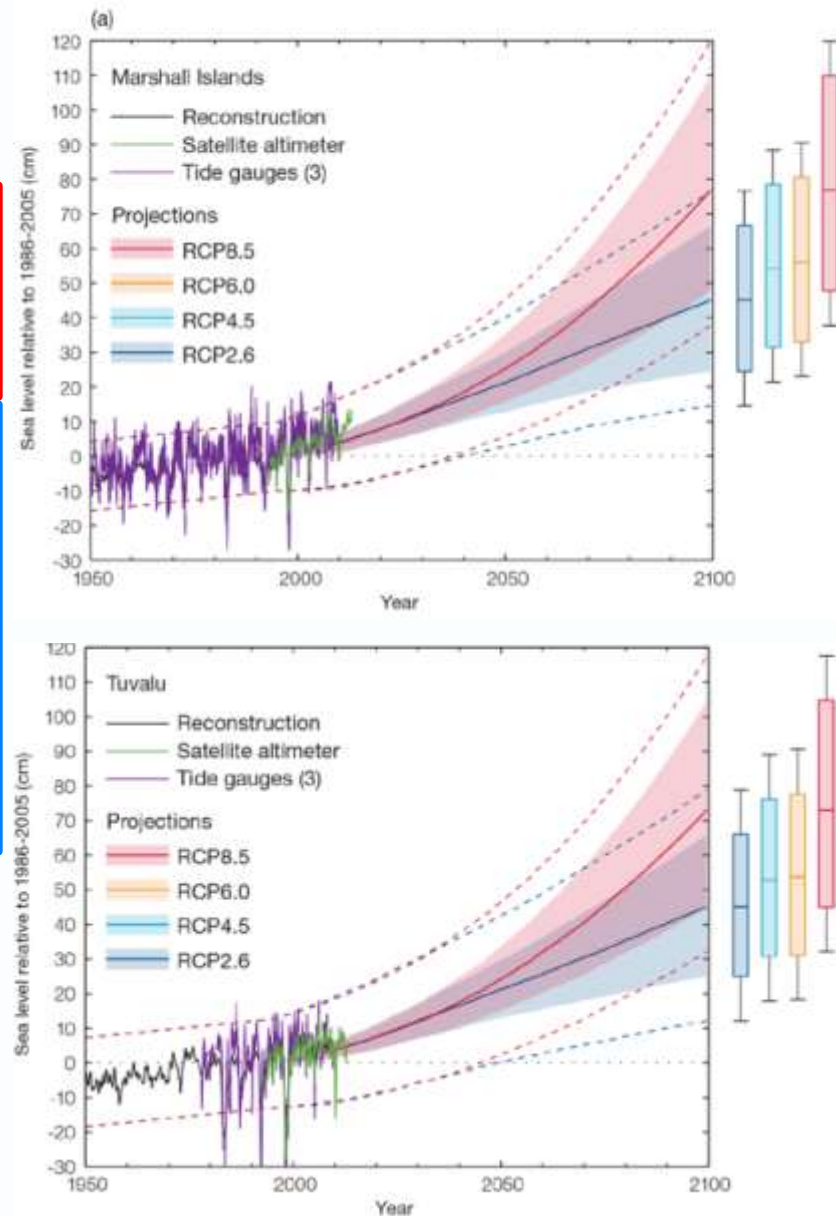 (a)
120
110
100
90
80
70
60
50
40
30
20
10
0
-10
-20
-30
Sea level relative to 1986-2005 (cm)
Marshall Islands
Reconstruction
Satellite altimeter
Tide gauges (3)
Projections
RCP8.5
RCP6.0
RCP4.5
RCP2.6
1950
2000
2050
2100
Year
120
110
100
90
80
70
60
50
40
30
20
10
0
-10
-20
-30
Sea level relative to 1986-2005 (cm)
Tuvalu
Reconstruction
Satellite altimeter
Tide gauges (3)
Projections
RCP8.5
RCP6.0
RCP4.5
RCP2.6
1950
2000
2050
2100
Year